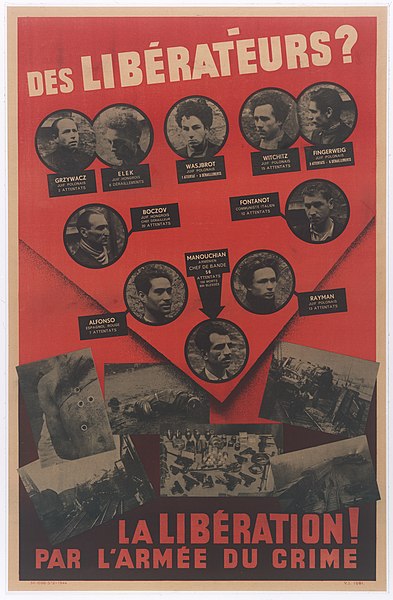 DES LIBÉRATEURS?
GRZYWACZ
JUIF POLONAIS
2 ATTENTATS
ELEK
JUIF HONGROIS
8 DÉRAILLEMENTS
WASJBROT
JUIF POLONAIS
1 ATTENTAT - 3 DÉRAILLEMENTS
WITCHITZ
JUIF POLONAIS
15 ATTENTATS
FINGERWEIG
JUIF POLONAIS
3 ATTENTATS - 5 DÉRAILLEMENTS
BOCZOV
JUIF HONGROIS
CHEF DÉRAILLEUR
20 ATTENTATS
FONTANOT
COMMUNISTE ITALIEN
12 ATTENTATS
MANOUCHIAN
ARMÉNIEN
CHEF DE BANDE
56
ATTENTATS
150 MORTS
600 BLESSÉS
ALFONSO
ESPAGNOL ROUGE
7 ATTENTATS
RAYMAN
JUIF POLONAIS
13 ATTENTATS
LA LIBÉRATION!
PAR L'ARMÉE DU CRIME